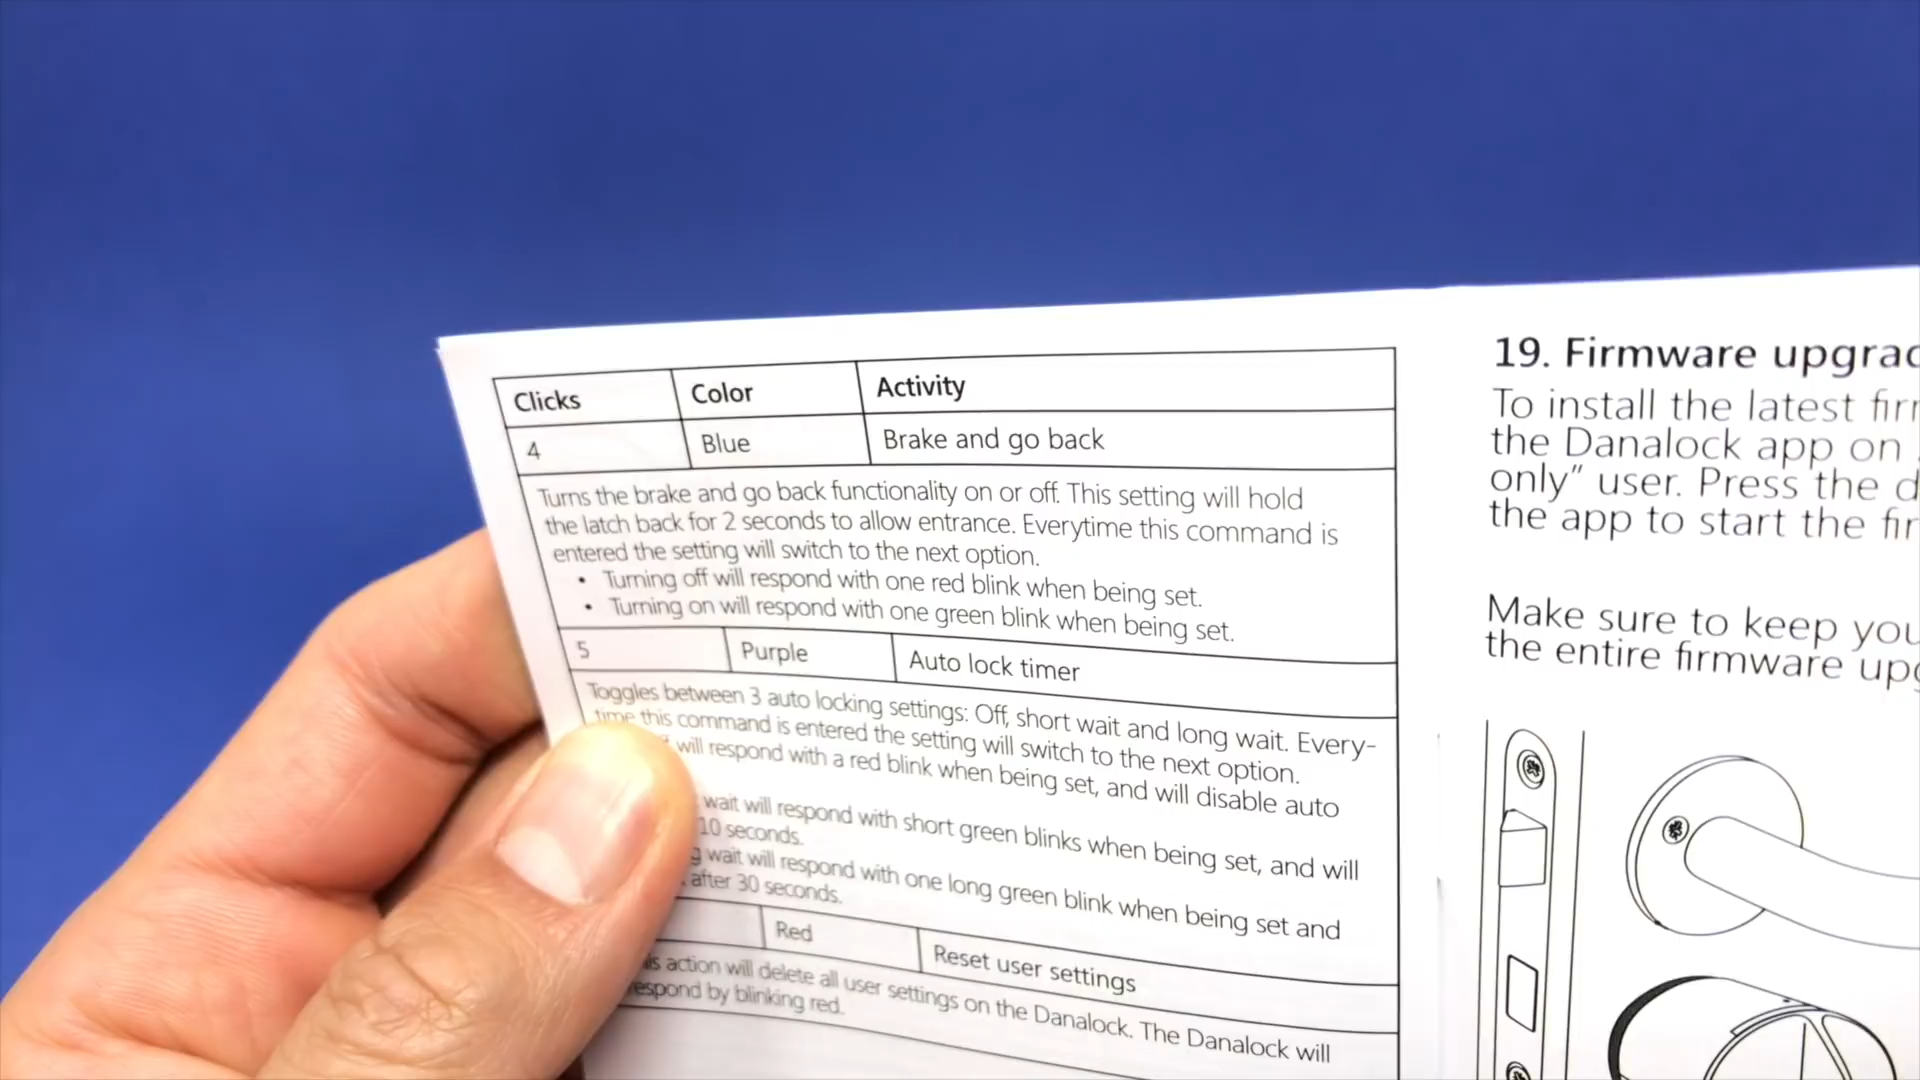 Clicks Color Activity
4 Blue Brake and go back
Turns the brake and go back functionality on or off. This setting will hold
the latch back for 2 seconds to allow entrance. Everytime this command is
entered the setting will switch to the next option.
• Turning off will respond with one red blink when being set.
• Turning on will respond with one green blink when being set.
5 Purple Auto lock timer
Toggles between 3 auto locking settings: Off, short wait and long wait. Every-
time this command is entered the setting will switch to the next option.
will respond with a red blink when being set, and will disable auto
wait will respond with short green blinks when being set, and will
10 seconds.
wait will respond with one long green blink when being set and
after 30 seconds.
Red Reset user settings
action will delete all user settings on the Danalock. The Danalock will
respond by blinking red.
19. Firmware upgrad
To install the latest fir
the Danalock app on
only” user. Press the d
the app to start the fir
Make sure to keep you
the entire firmware upg